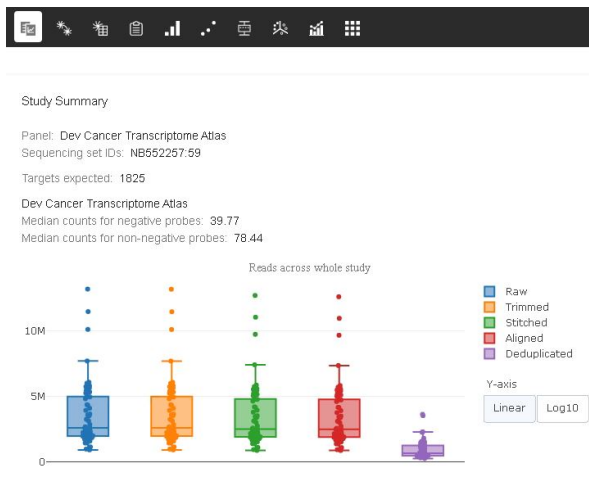 Study Summary
Panel: Dev Cancer Transcriptome Atlas
Sequencing set IDs: NB552257:59
Targets expected: 1825
Dev Cancer Transcriptome Atlas
Median counts for negative probes: 39.77
Median counts for non-negative probes: 78.44
Reads across whole study
10M
5M
0
Raw
Trimmed
Stitched
Aligned
Deduplicated
Y-axis
Linear Log10